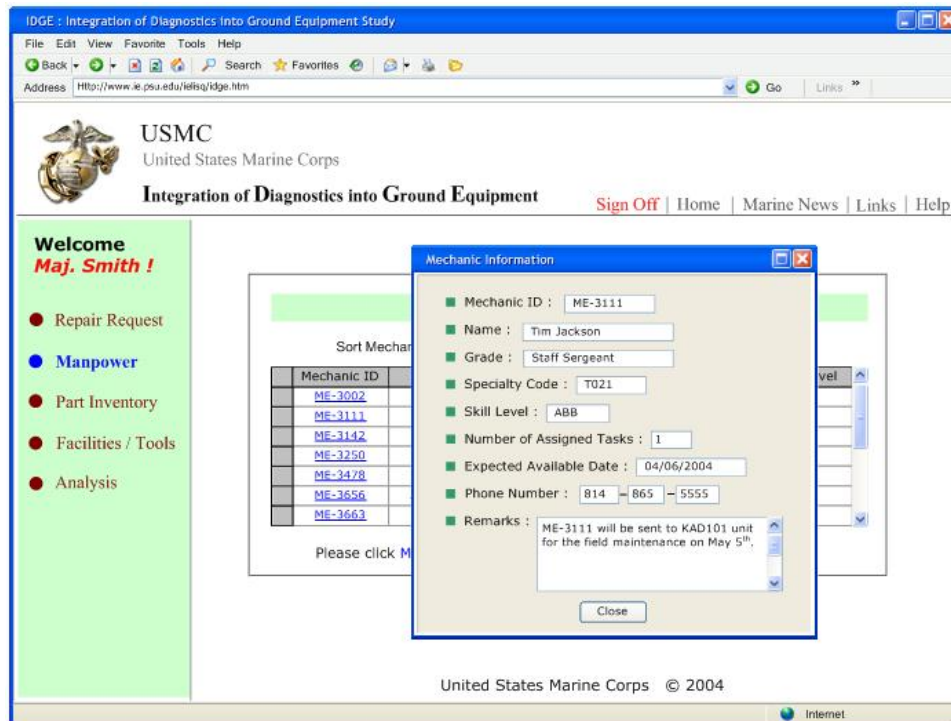 IDGE : Integration of Diagnostics into Ground Equipment Study
File Edit View Favorite Tools Help
Back Search Favorites
Address Http://www.ie.psu.edu/ielisq/idge.htm Go Links »
USMC
United States Marine Corps
Integration of Diagnostics into Ground Equipment
Sign Off | Home | Marine News | Links | Help
Welcome
Maj. Smith !
Repair Request
Manpower
Part Inventory
Facilities / Tools
Analysis
Sort Mechan
Mechanic ID vel
ME-3002
ME-3111
ME-3142
ME-3250
ME-3478
ME-3656
ME-3663
Please click M
Mechanic Information
Mechanic ID : ME-3111
Name : Tim Jackson
Grade : Staff Sergeant
Specialty Code : T021
Skill Level : ABB
Number of Assigned Tasks : 1
Expected Available Date : 04/06/2004
Phone Number : 814 – 865 – 5555
Remarks : ME-3111 will be sent to KAD101 unit
for the field maintenance on May 5th.
Close
United States Marine Corps © 2004
Internet